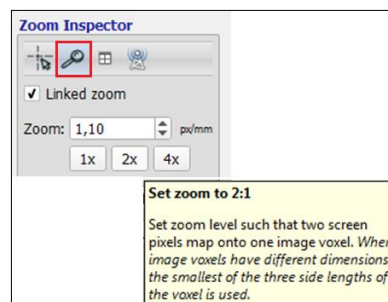 Zoom Inspector
Linked zoom
Zoom: 1,10 px/mm
1x 2x 4x
Set zoom to 2:1
Set zoom level such that two screen
pixels map onto one image voxel. When
image voxels have different dimensions
the smallest of the three side lengths of
the voxel is used.